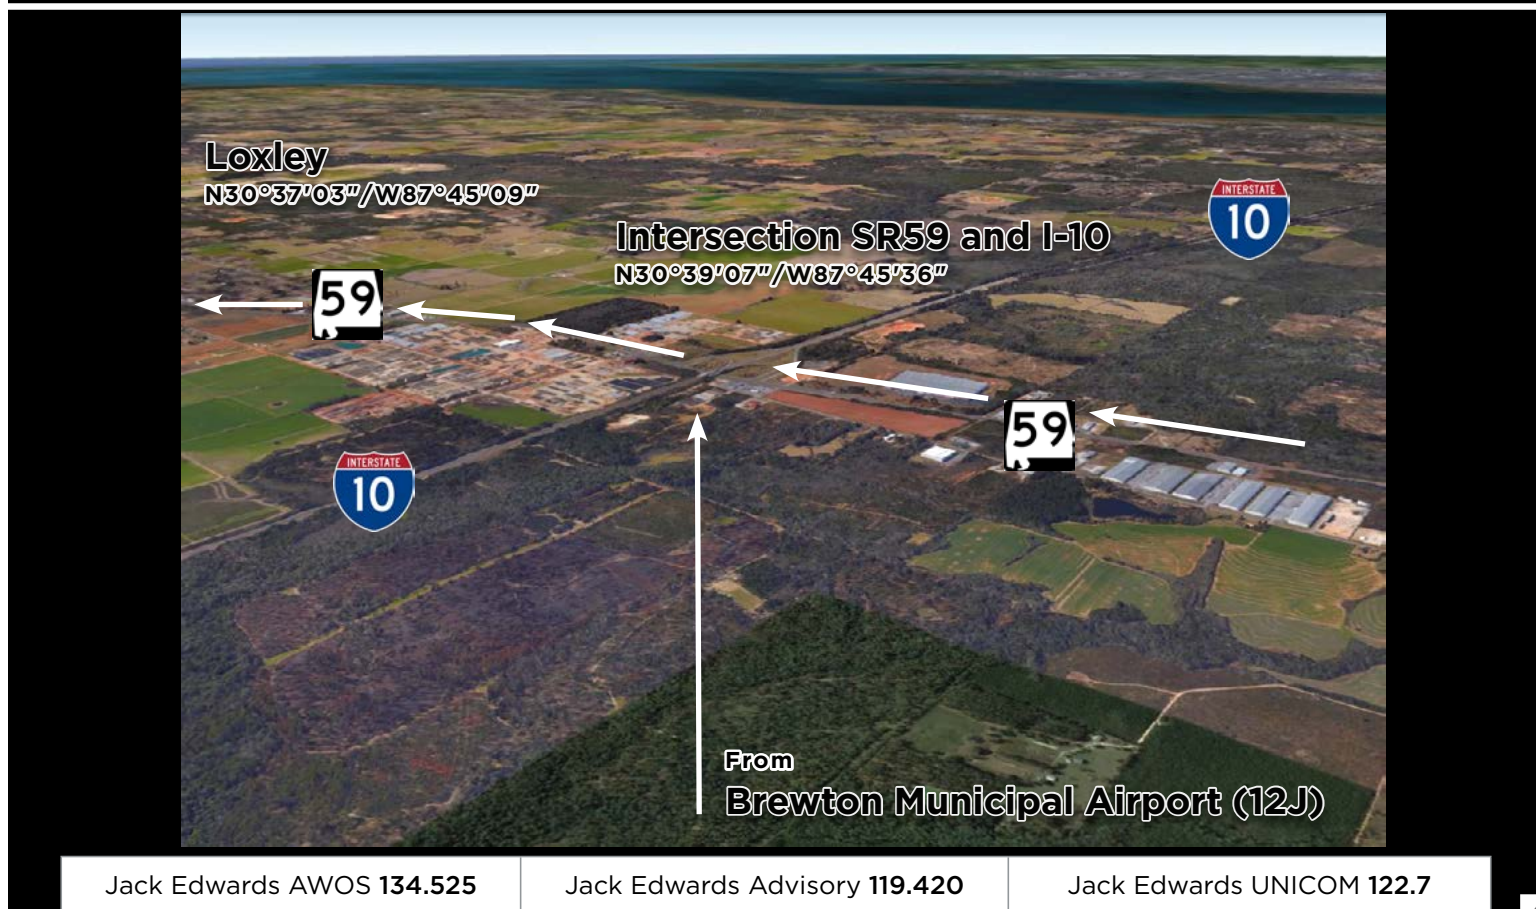 Loxley
N30°37'03"/W87°45'09"
INTERSTATE
10
Intersection SR59 and I-10
N30°39'07"/W87°45'36"
59
59
INTERSTATE
10
From
Brewton Municipal Airport (12J)
Jack Edwards AWOS 134.525
Jack Edwards Advisory 119.420
Jack Edwards UNICOM 122.7